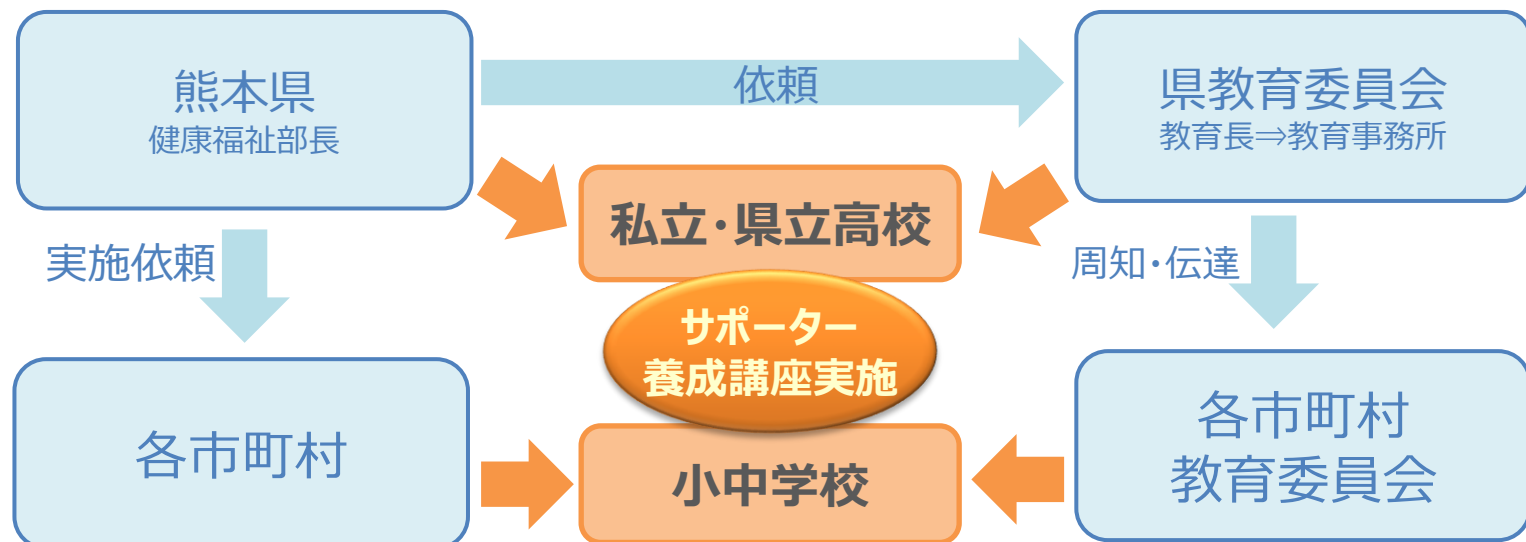 熊本県
健康福祉部長
依頼
県教育委員会
教育長⇒教育事務所
私立･県立高校
実施依頼
周知･伝達
サポーター
養成講座実施
各市町村
小中学校
各市町村
教育委員会